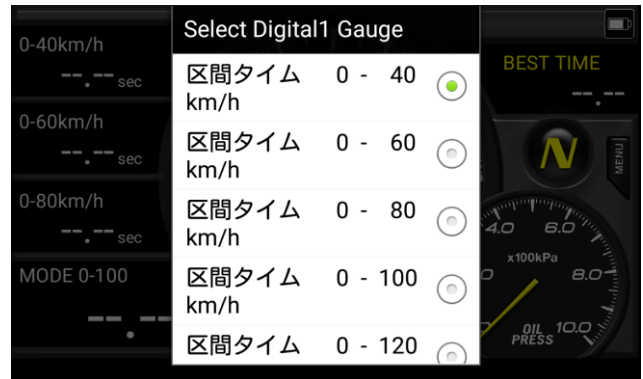 0-40km/h
--.-- sec
0-60km/h
--.-- sec
0-80km/h
--.-- sec
MODE 0-100
Select Digital1 Gauge
区間タイム 0 - 40
km/h
区間タイム 0 - 60
km/h
区間タイム 0 - 80
km/h
区間タイム 0 - 100
km/h
区間タイム 0 - 120
BEST TIME
--.--
N
MENU
4.0
6.0
x100kPa
8.0
OIL
PRESS
10.0